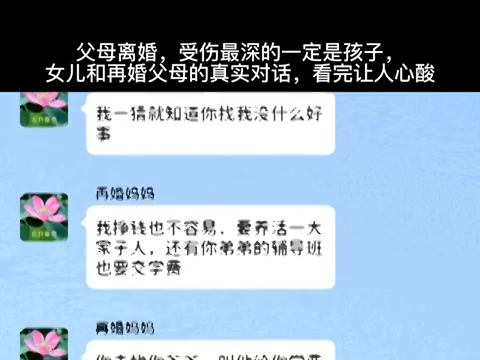 父母离婚，受伤最深的一定是孩子，
女儿和再婚父母的真实对话，看完让人心酸
我一猜就知道你找我没什么好
事
再婚妈妈
我挣钱也不容易，要养活一大
家子人，还有你弟弟的辅导班
也要交学费
再婚妈妈